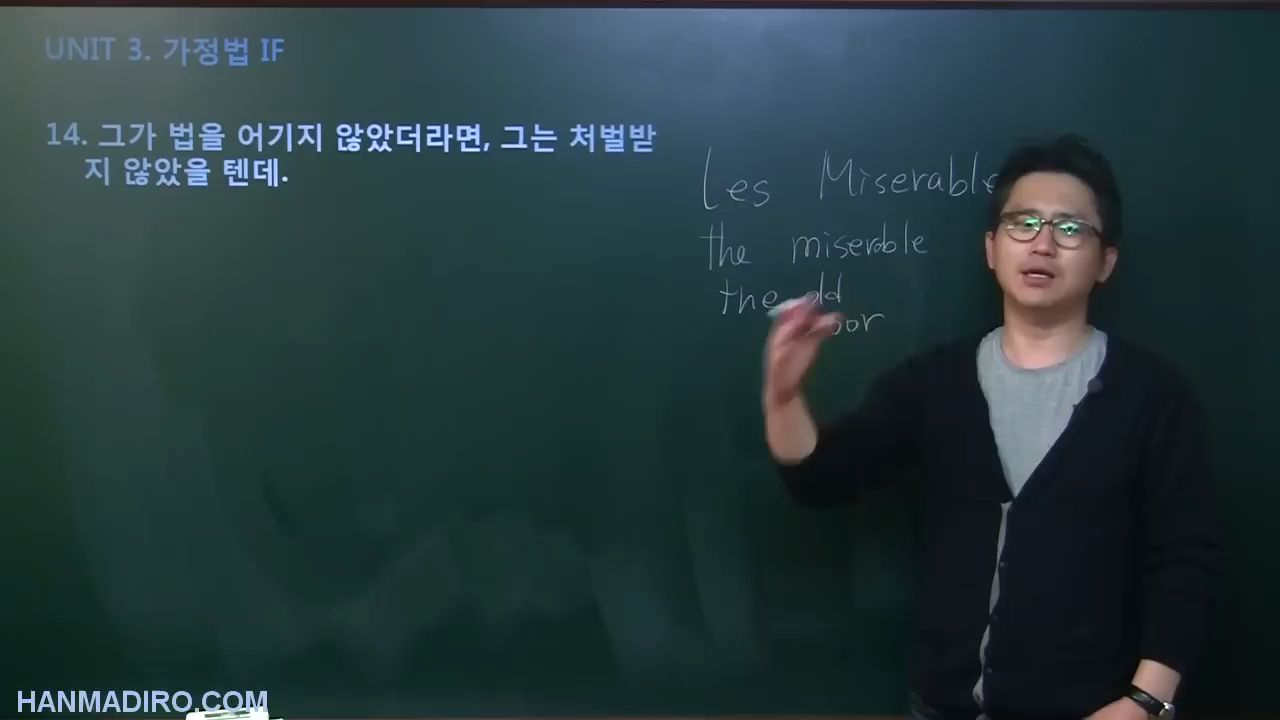 UNIT 3. 가정법 IF
14. 그가 법을 어기지 않았더라면, 그는 처벌받
지 않았을 텐데.
Les Miserable
the miserable
the old
HANMADIRO.COM